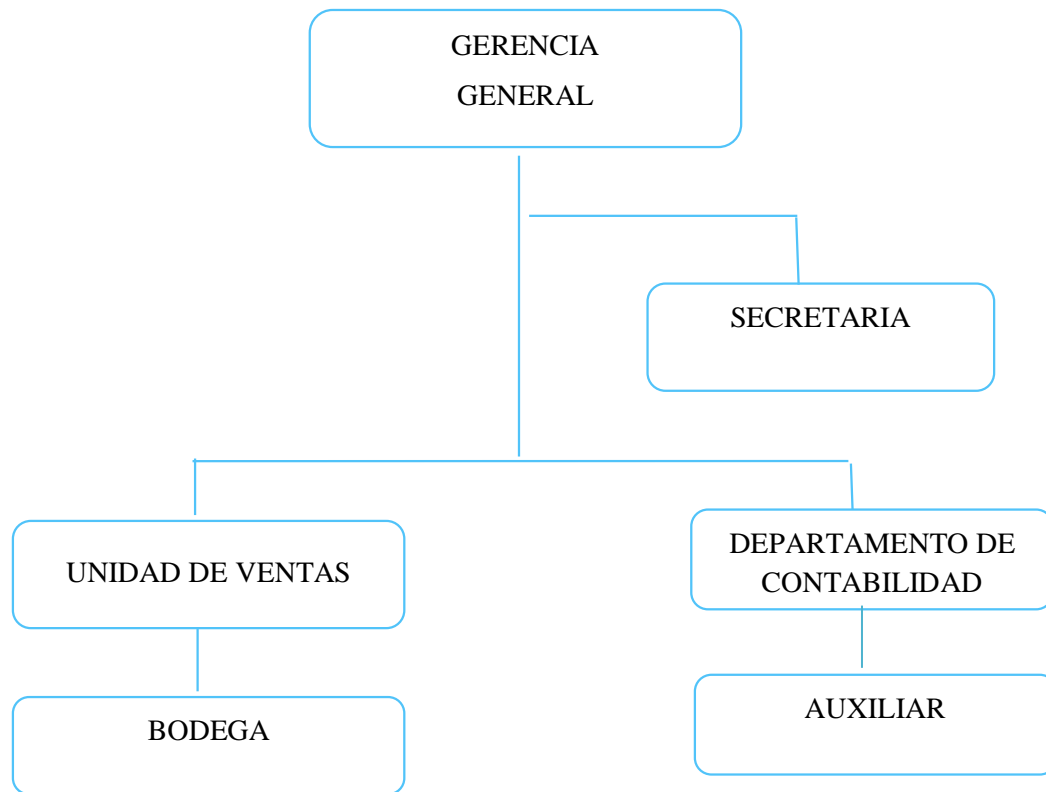 GERENCIA
GENERAL
SECRETARIA
UNIDAD DE VENTAS
DEPARTAMENTO DE
CONTABILIDAD
BODEGA
AUXILIAR